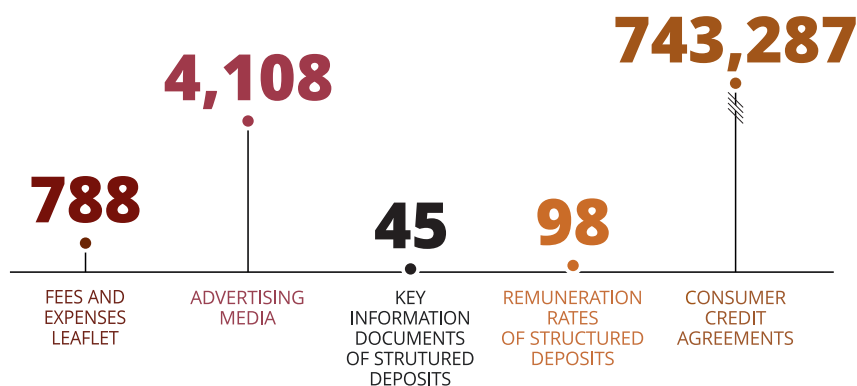 788
4,108
45
98
743,287
FEES AND
EXPENSES
LEAFLET
ADVERTISING
MEDIA
KEY
INFORMATION
DOCUMENTS
OF STRUTURED
DEPOSITS
REMUNERATION
RATES
OF STRUCTURED
DEPOSITS
CONSUMER
CREDIT
AGREEMENTS